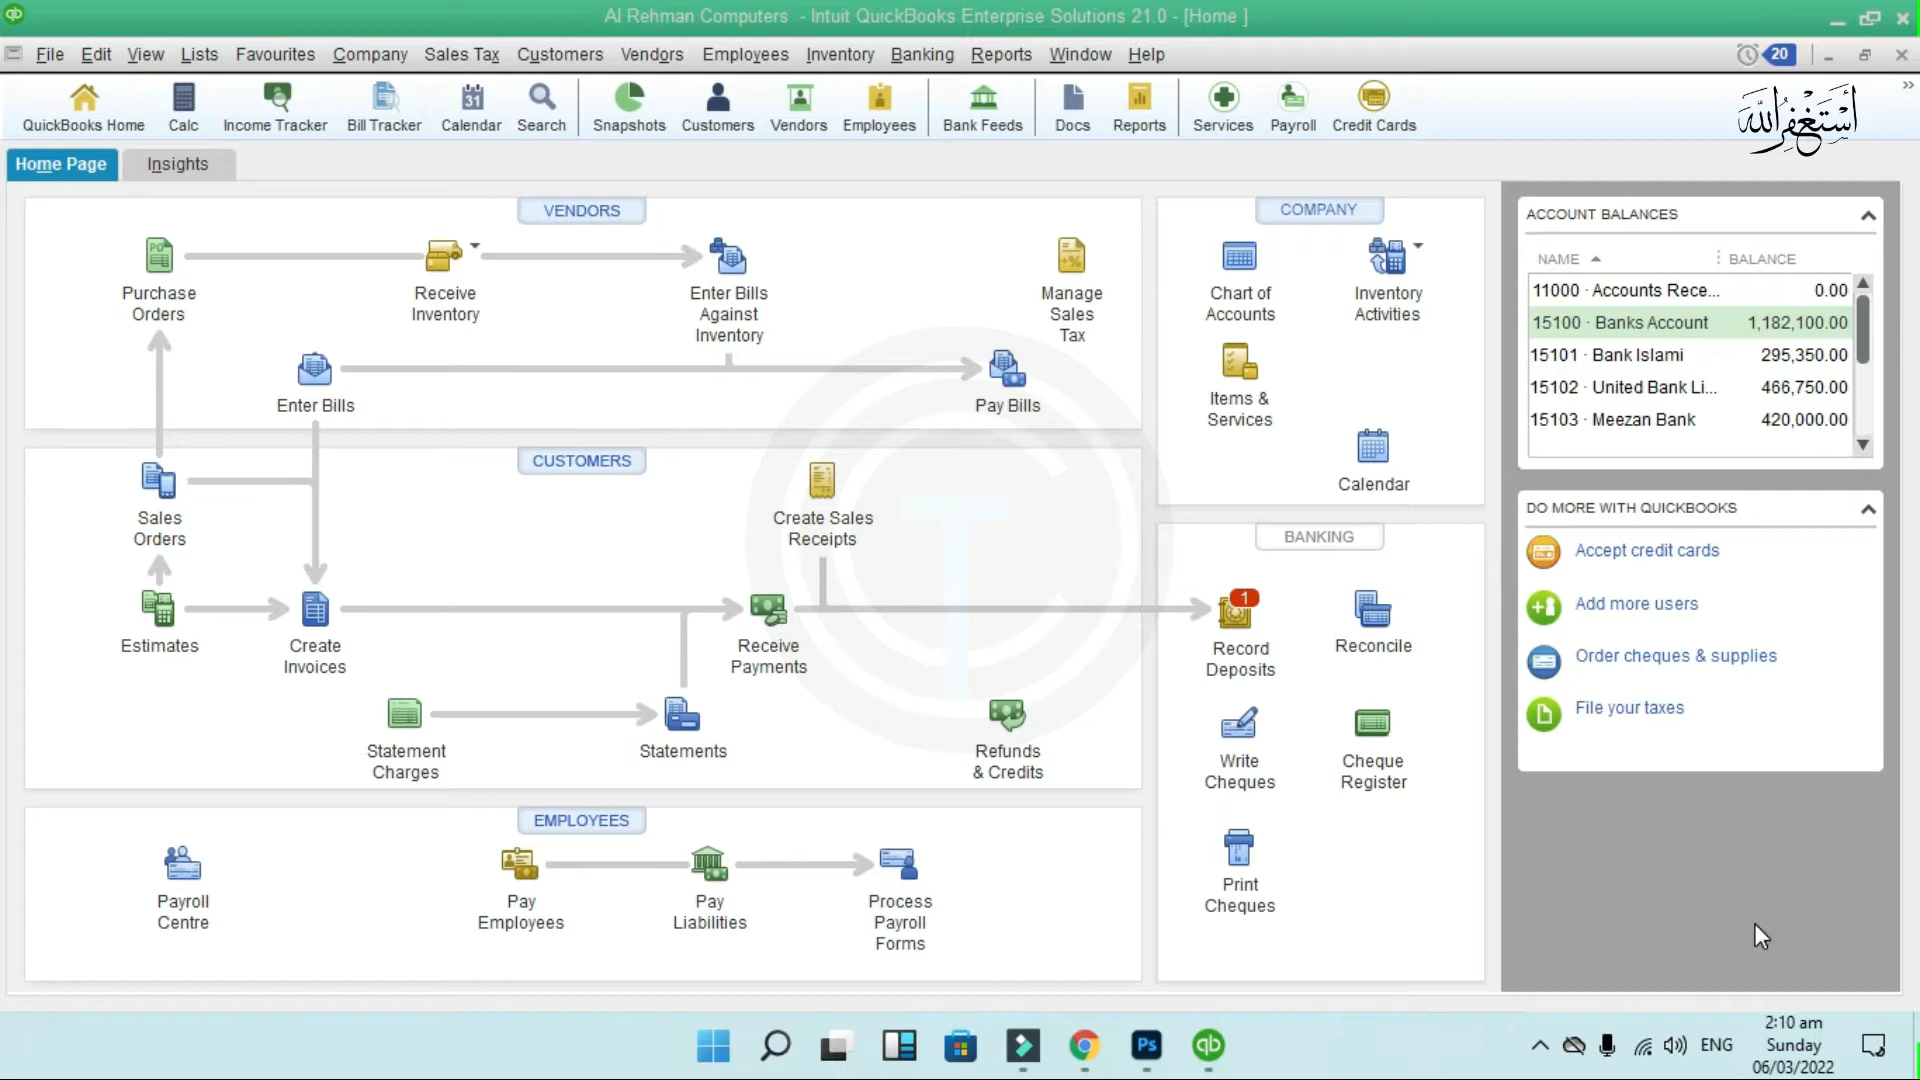 Al Rehman Computers - Intuit QuickBooks Enterprise Solutions 21.0 - [Home ]
File Edit View Lists Favourites Company Sales Tax Customers Vendors Employees Inventory Banking Reports Window Help
20
QuickBooks Home Calc Income Tracker Bill Tracker Calendar Search Snapshots Customers Vendors Employees Bank Feeds Docs Reports Services Payroll Credit Cards
أستغفر الله
Home Page Insights
VENDORS
Purchase Orders
Receive Inventory
Enter Bills Against Inventory
Manage Sales Tax
Enter Bills
Pay Bills
CUSTOMERS
Sales Orders
Create Sales Receipts
Estimates
Create Invoices
Receive Payments
Statement Charges
Statements
Refunds & Credits
EMPLOYEES
Payroll Centre
Pay Employees
Pay Liabilities
Process Payroll Forms
COMPANY
Chart of Accounts
Inventory Activities
Items & Services
Calendar
BANKING
1
Record Deposits
Reconcile
Write Cheques
Cheque Register
Print Cheques
ACCOUNT BALANCES
NAME BALANCE
11000 · Accounts Rece... 0.00
15100 · Banks Account 1,182,100.00
15101 · Bank Islami 295,350.00
15102 · United Bank Li... 466,750.00
15103 · Meezan Bank 420,000.00
DO MORE WITH QUICKBOOKS
Accept credit cards
Add more users
Order cheques & supplies
File your taxes
Ps qb
ENG
2:10 am
Sunday
06/03/2022